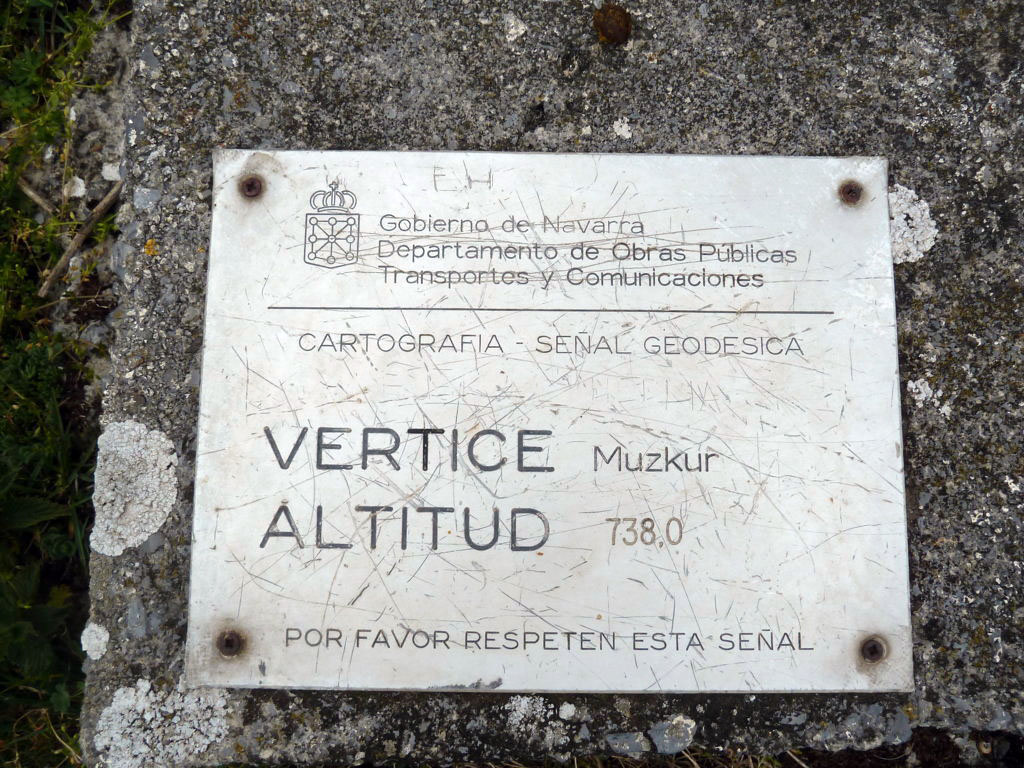 EH
Gobierno de Navarra
Departamento de Obras Públicas
Transportes y Comunicaciones
CARTOGRAFIA - SEÑAL GEODESICA
VERTICE Muzkur
ALTITUD 738,0
POR FAVOR RESPETEN ESTA SEÑAL